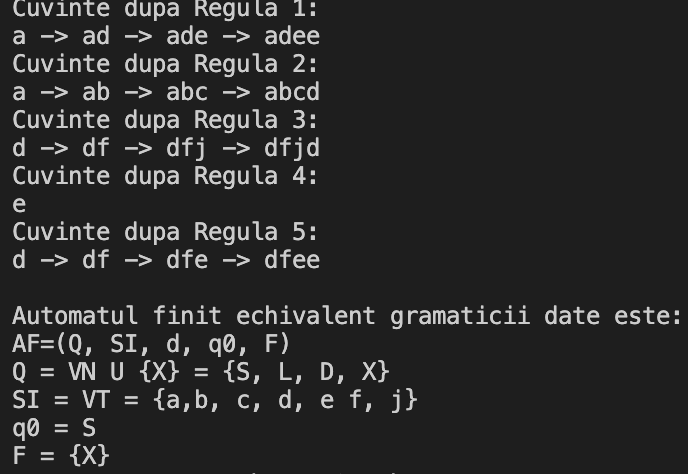 Cuvinte dupa Regula 1:
a -> ad -> ade -> adee
Cuvinte dupa Regula 2:
a -> ab -> abc -> abcd
Cuvinte dupa Regula 3:
d -> df -> dfj -> dfjd
Cuvinte dupa Regula 4:
e
Cuvinte dupa Regula 5:
d -> df -> dfe -> dfee
Automatul finit echivalent gramaticii date este:
AF=(Q, SI, d, q0, F)
Q = VN U {X} = {S, L, D, X}
SI = VT = {a,b, c, d, e f, j}
q0 = S
F = {X}